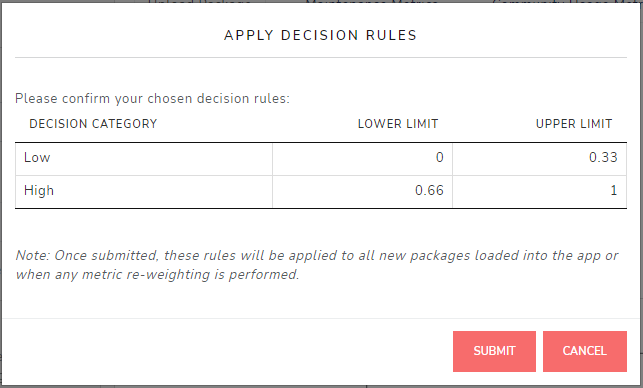 APPLY DECISION RULES
Please confirm your chosen decision rules:
DECISION CATEGORY LOWER LIMIT UPPER LIMIT
Low 0 0.33
High 0.66 1
Note: Once submitted, these rules will be applied to all new packages loaded into the app or
when any metric re-weighting is performed.
SUBMIT CANCEL